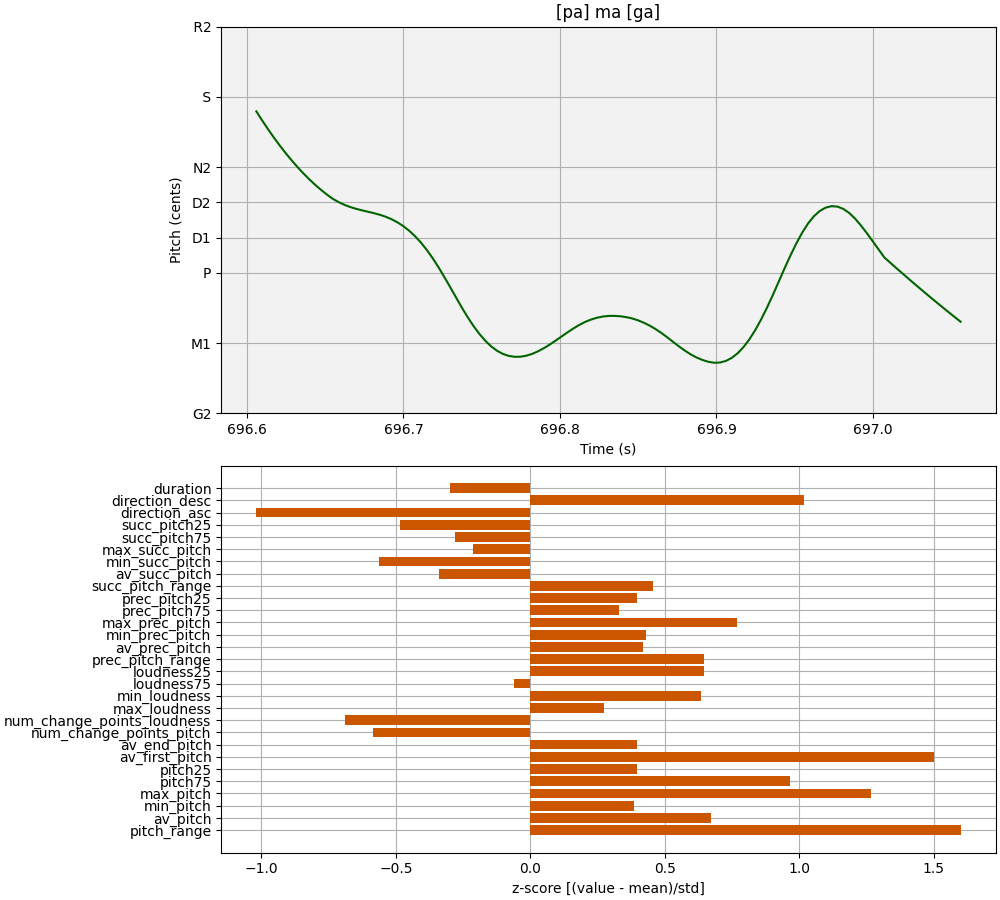 [pa] ma [ga]
R2
S
N2
D2
D1
P
M1
G2
Pitch (cents)
696.6
696.7
696.8
696.9
697.0
Time (s)
duration
direction_desc
direction_asc
succ_pitch25
succ_pitch75
max_succ_pitch
min_succ_pitch
av_succ_pitch
succ_pitch_range
prec_pitch25
prec_pitch75
max_prec_pitch
min_prec_pitch
av_prec_pitch
prec_pitch_range
loudness25
loudness75
min_loudness
max_loudness
num_change_points_loudness
num_change_points_pitch
av_end_pitch
av_first_pitch
pitch25
pitch75
max_pitch
min_pitch
av_pitch
pitch_range
−1.0
−0.5
0.0
0.5
1.0
1.5
z-score [(value - mean)/std]